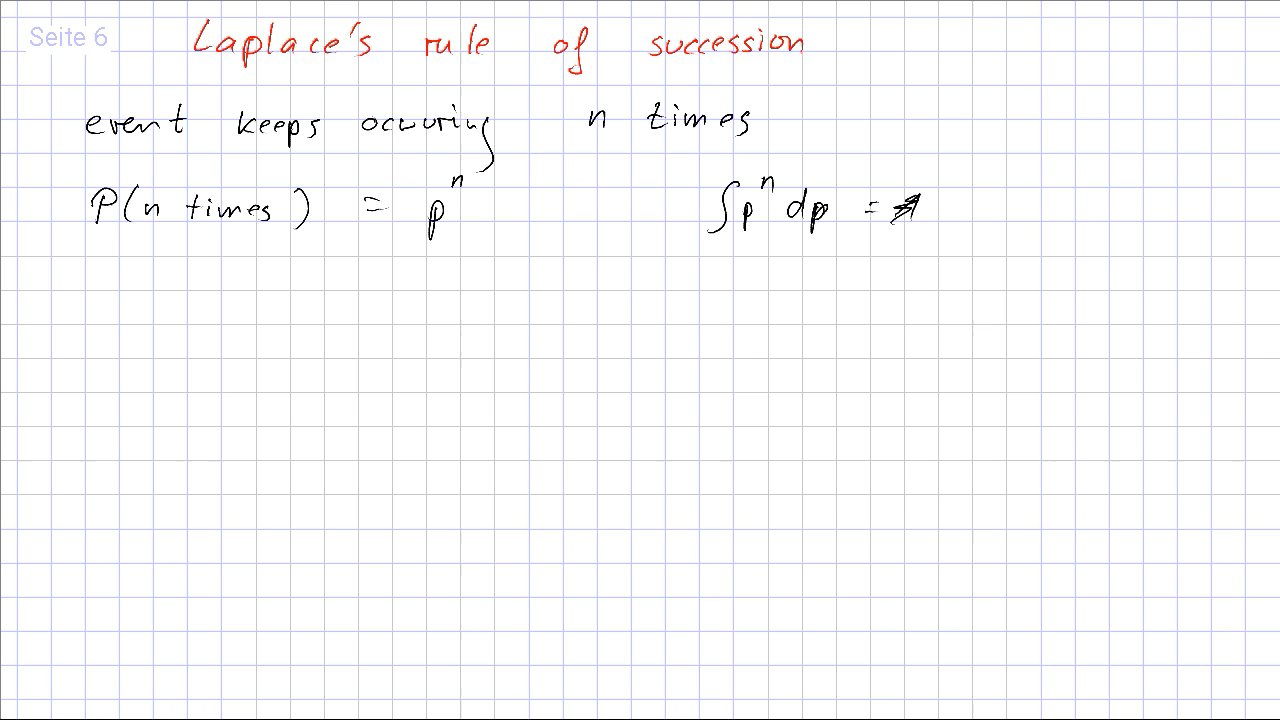 Seite 6
Laplace's rule of succession
event keeps occuring n times
P(n times) = p^n ∫p^n dp =